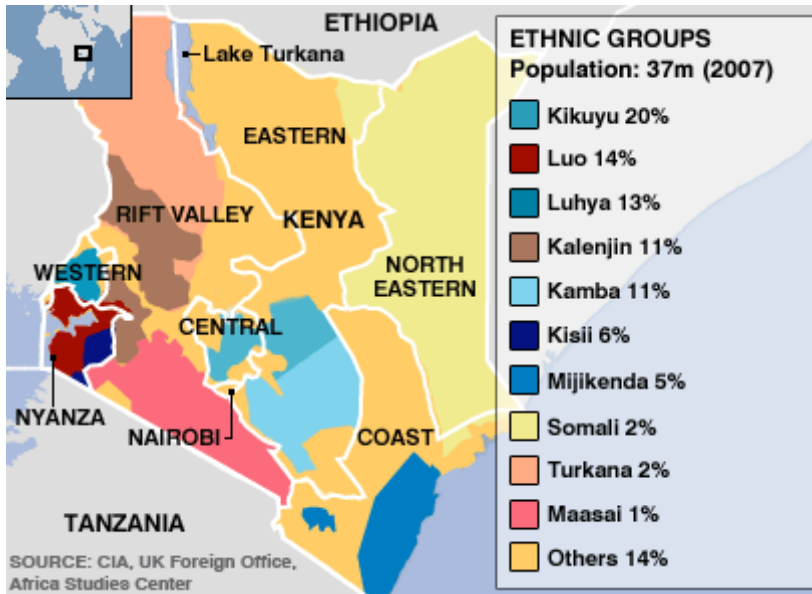 ETHIOPIA
Lake Turkana
EASTERN
RIFT VALLEY
KENYA
WESTERN
NORTH
EASTERN
CENTRAL
NYANZA
NAIROBI
COAST
TANZANIA
SOURCE: CIA, UK Foreign Office,
Africa Studies Center
ETHNIC GROUPS
Population: 37m (2007)
Kikuyu 20%
Luo 14%
Luhya 13%
Kalenjin 11%
Kamba 11%
Kisii 6%
Mijikenda 5%
Somali 2%
Turkana 2%
Maasai 1%
Others 14%